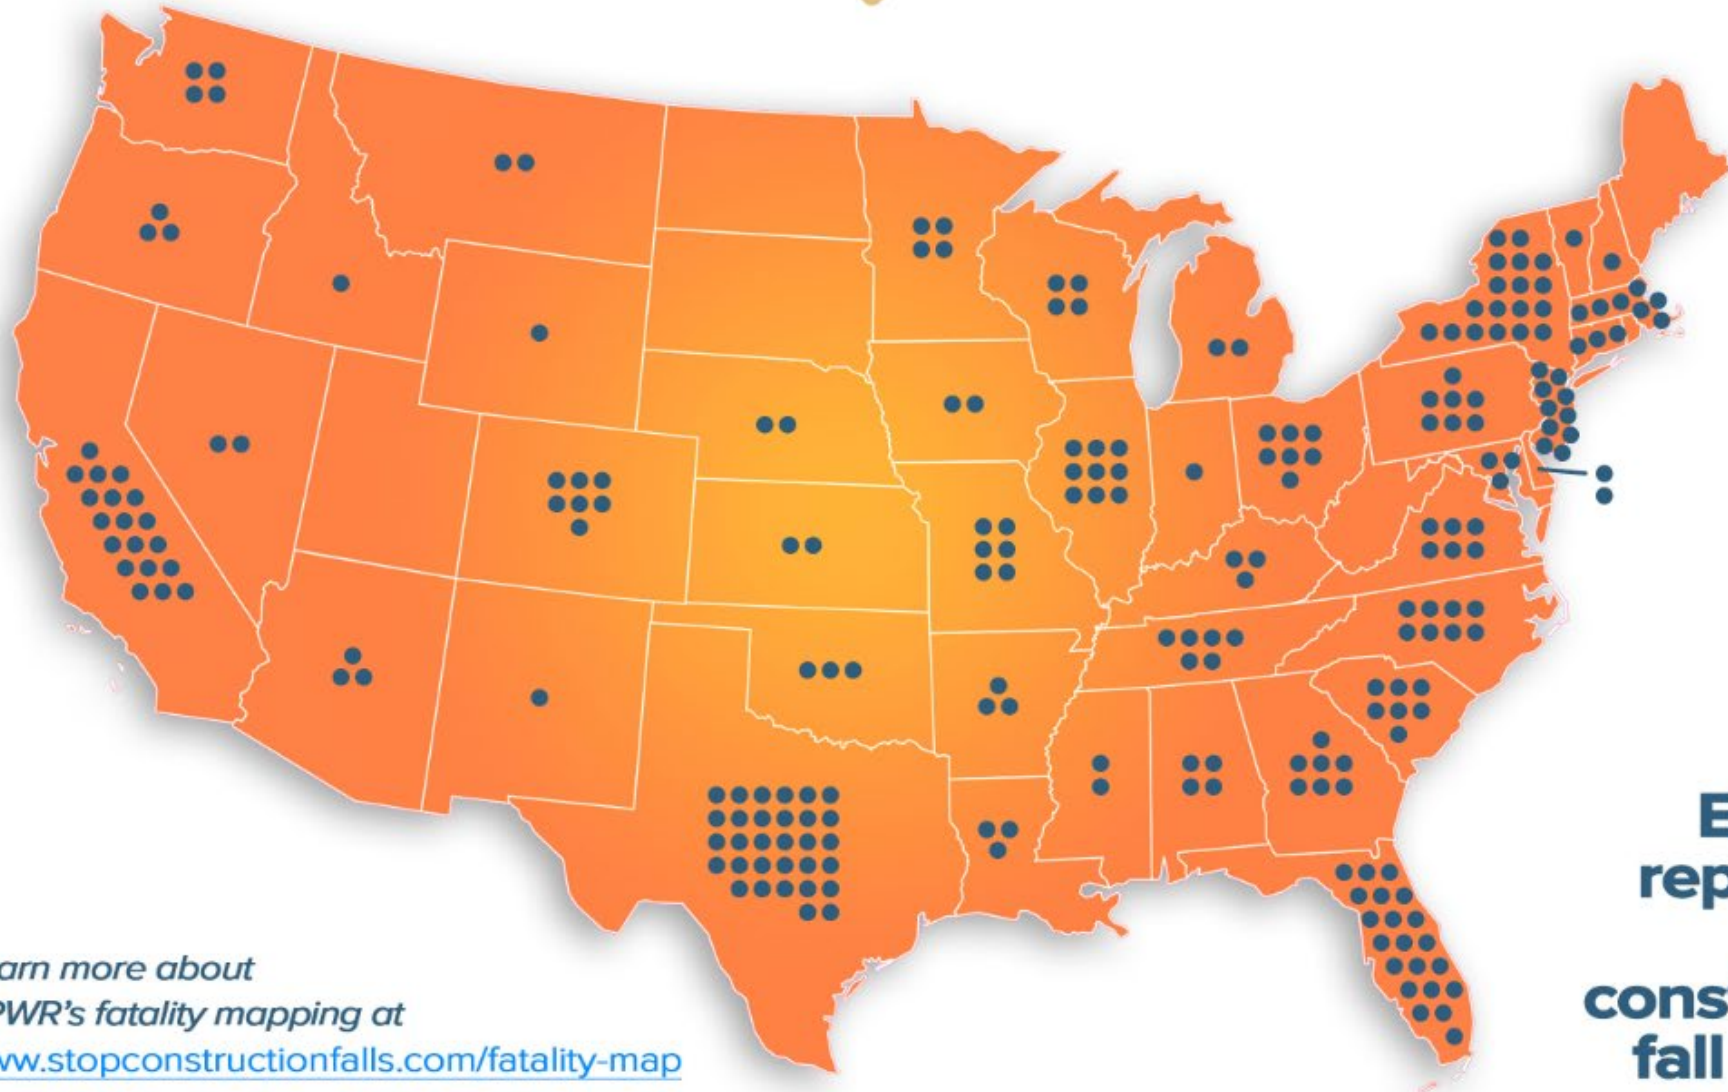 E
rep
cons
fall
arn more about
PWR's fatality mapping at
ww.stopconstructionfalls.com/fatality-map